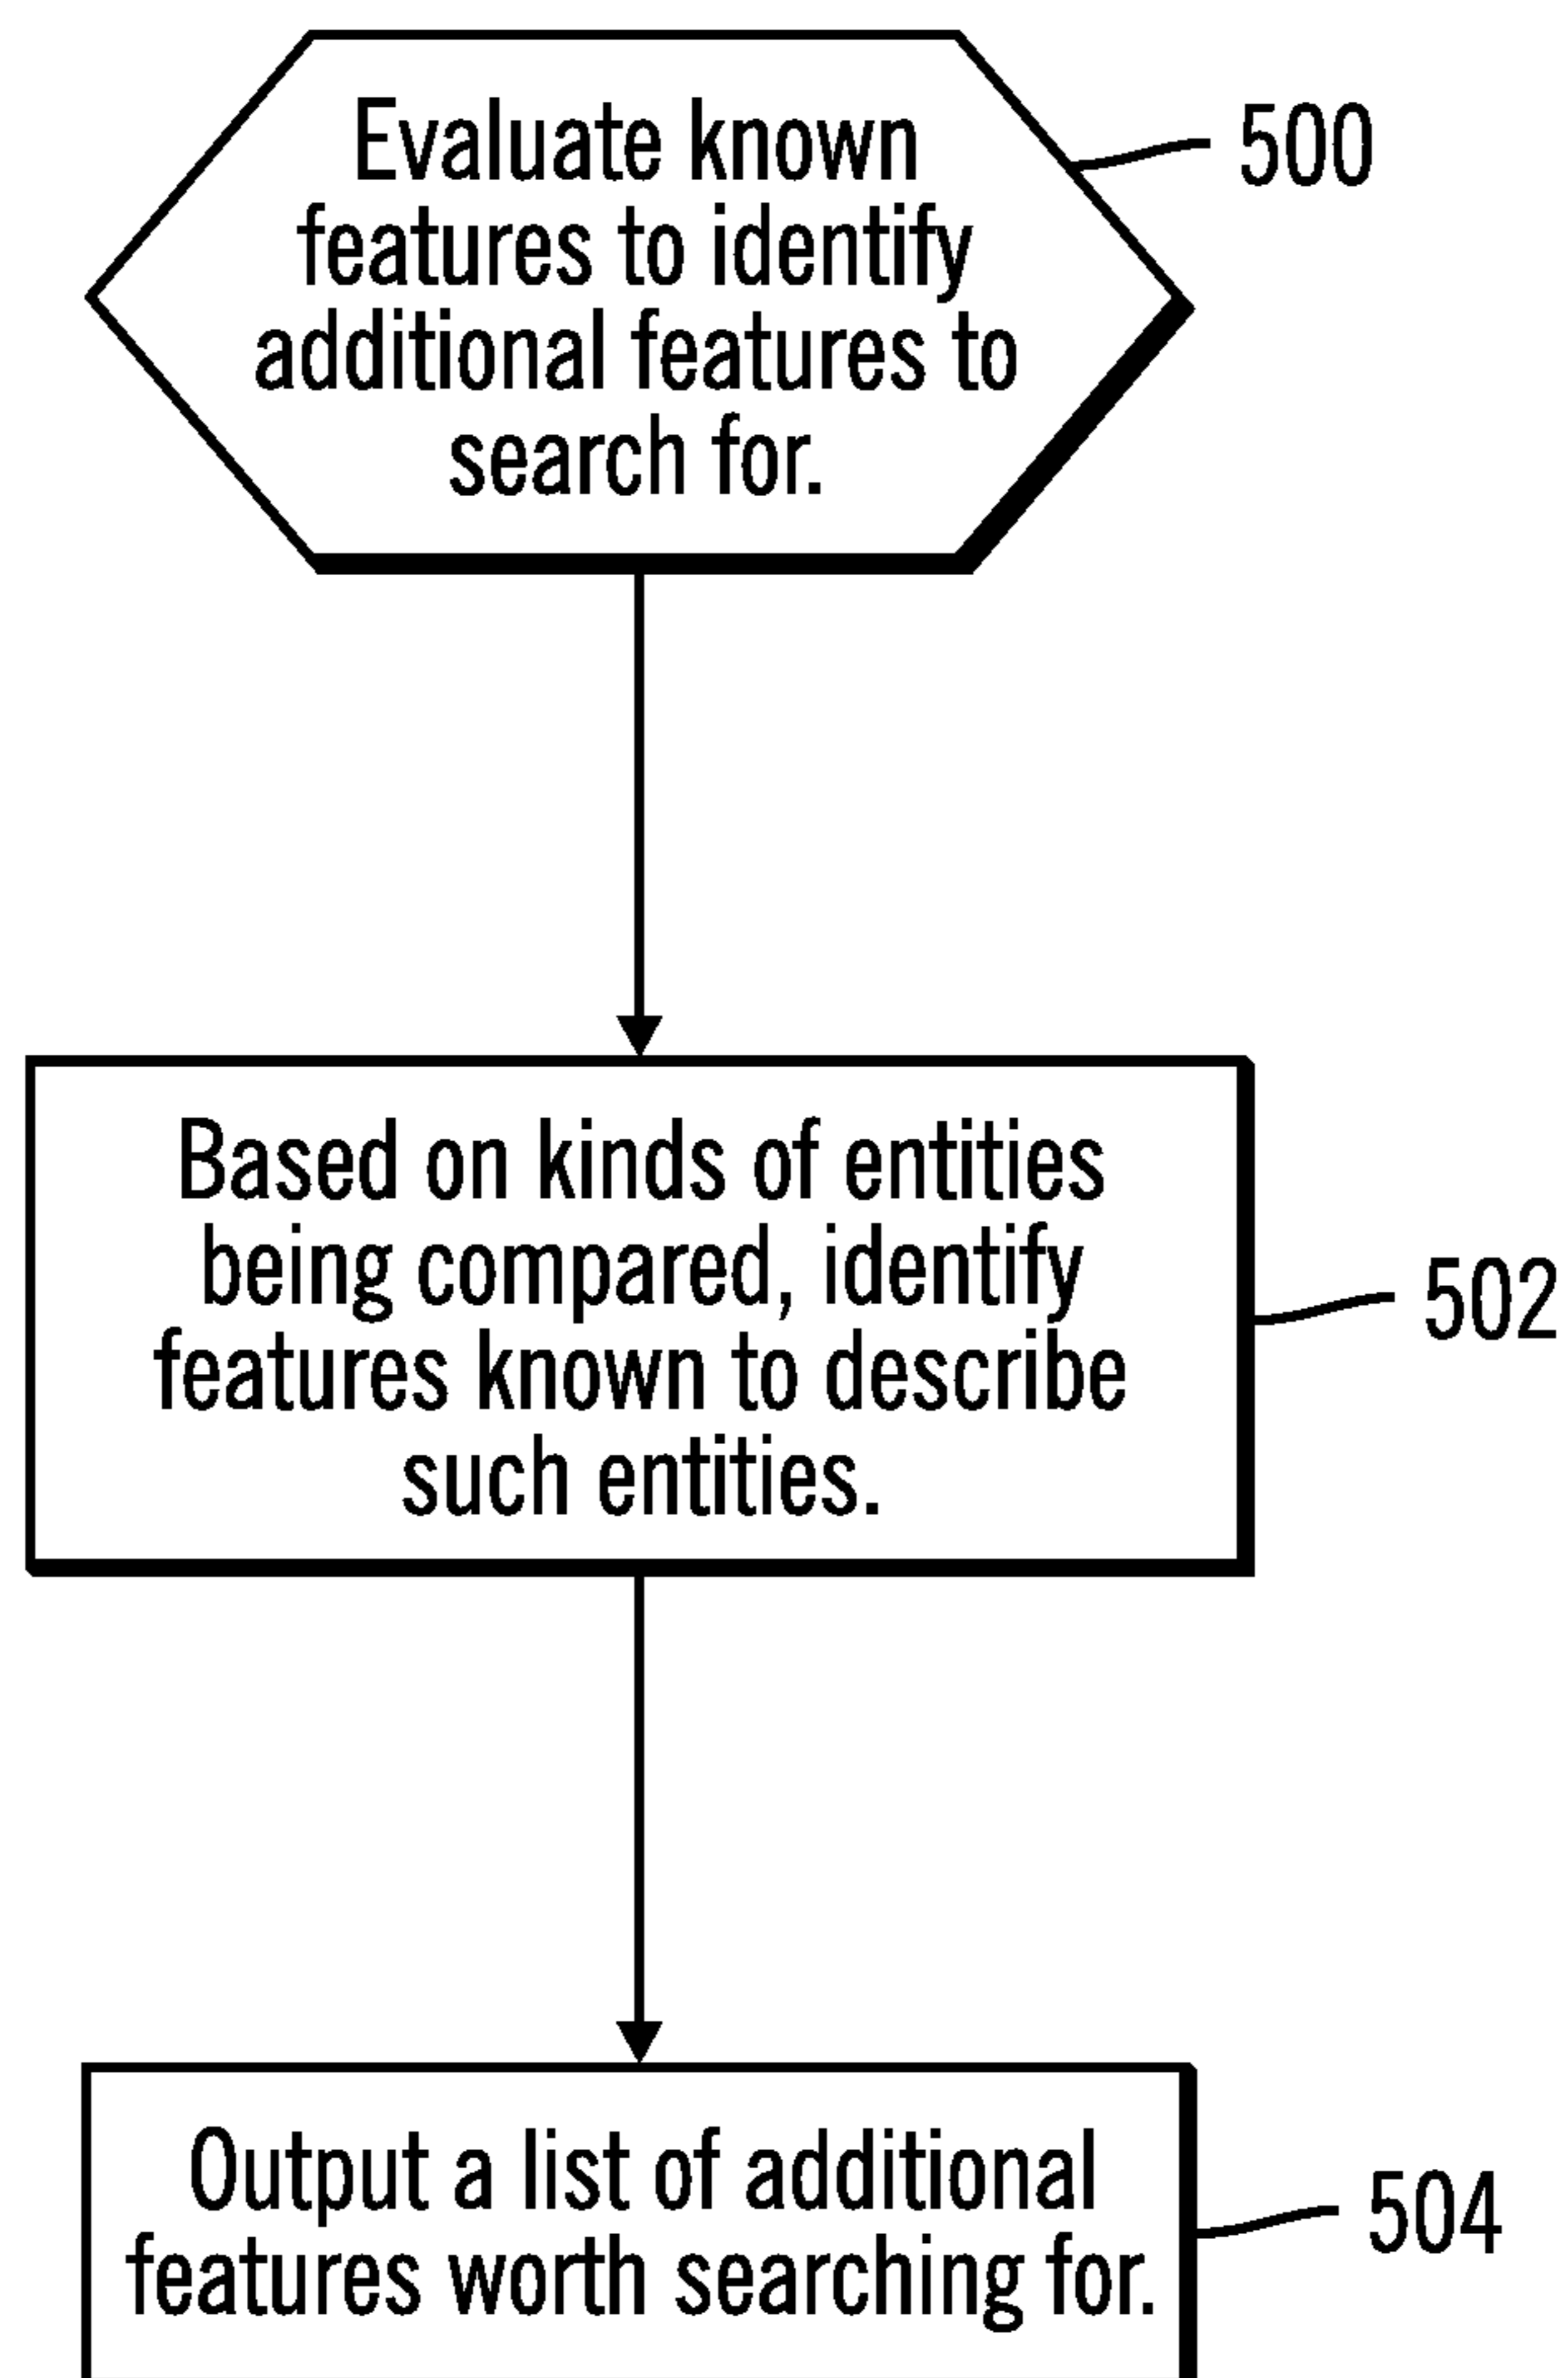 Evaluate known
features to identify
additional features to
search for.
500
Based on kinds of entities
being compared, identify
features known to describe
such entities.
502
Output a list of additional
features worth searching for.
504